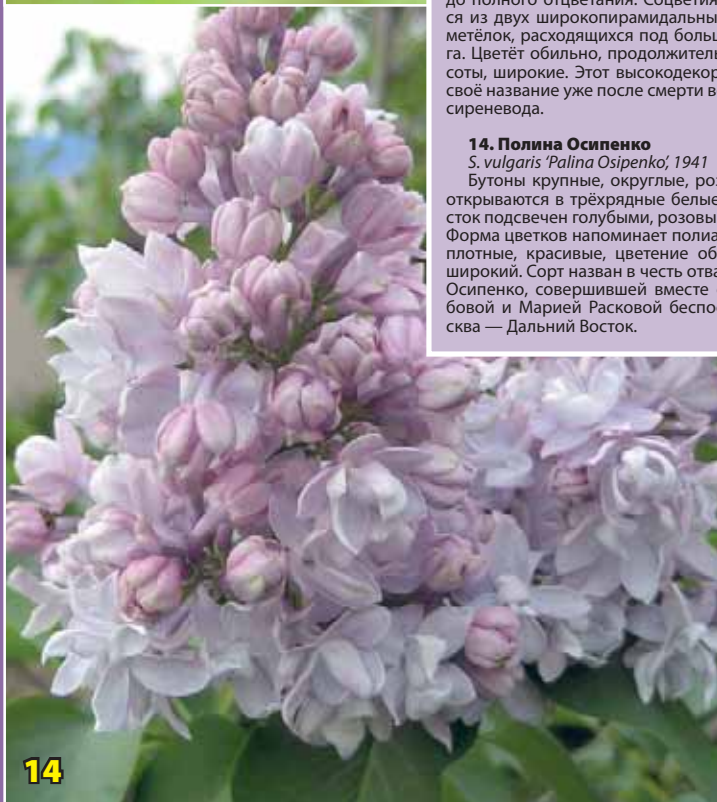 до полного отцветания. Соцветия
ся из двух широкопирамидальны
метёлок, расходящихся под больш
га. Цветёт обильно, продолжитель
соты, широкие. Этот высокодекор
своё название уже после смерти в
сиреневода.
14. Полина Осипенко
S. vulgaris ‘Palina Osipenko’, 1941
Бутоны крупные, округлые, роз
открываются в трёхрядные белые
сток подсвечен голубыми, розовы
Форма цветков напоминает полиа
плотные, красивые, цветение об
широкий. Сорт назван в честь отва
Осипенко, совершившей вместе
бовой и Марией Расковой беспо
сква — Дальний Восток.
14